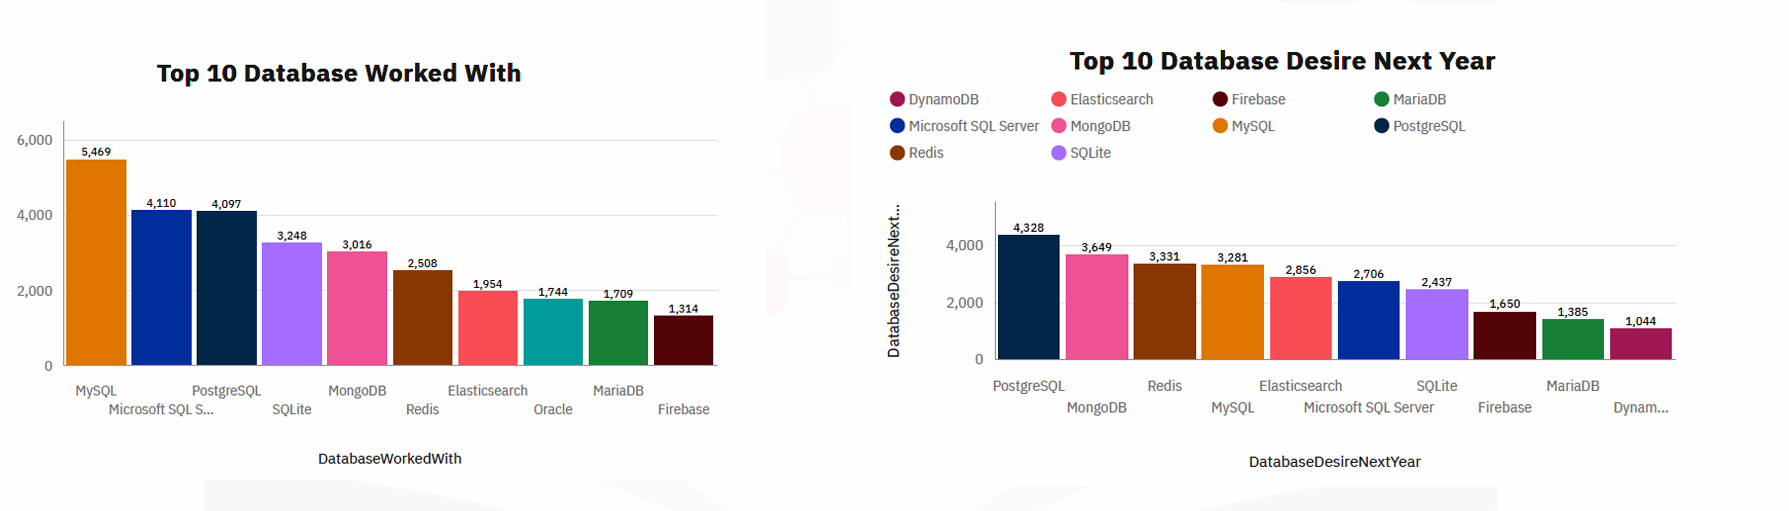 Top 10 Database Worked With
6,000
4,000
2,000
0
5,469
4,110
4,097
3,248
3,016
2,508
1,954
1,744
1,709
1,314
MySQL
Microsoft SQL S...
PostgreSQL
SQLite
MongoDB
Redis
Elasticsearch
Oracle
MariaDB
Firebase
DatabaseWorkedWith
Top 10 Database Desire Next Year
DynamoDB
Elasticsearch
Firebase
MariaDB
Microsoft SQL Server
MongoDB
MySQL
PostgreSQL
Redis
SQLite
DatabaseDesireNext...
4,000
2,000
0
4,328
3,649
3,331
3,281
2,856
2,706
2,437
1,650
1,385
1,044
PostgreSQL
MongoDB
Redis
MySQL
Elasticsearch
Microsoft SQL Server
SQLite
Firebase
MariaDB
Dynam...
DatabaseDesireNextYear